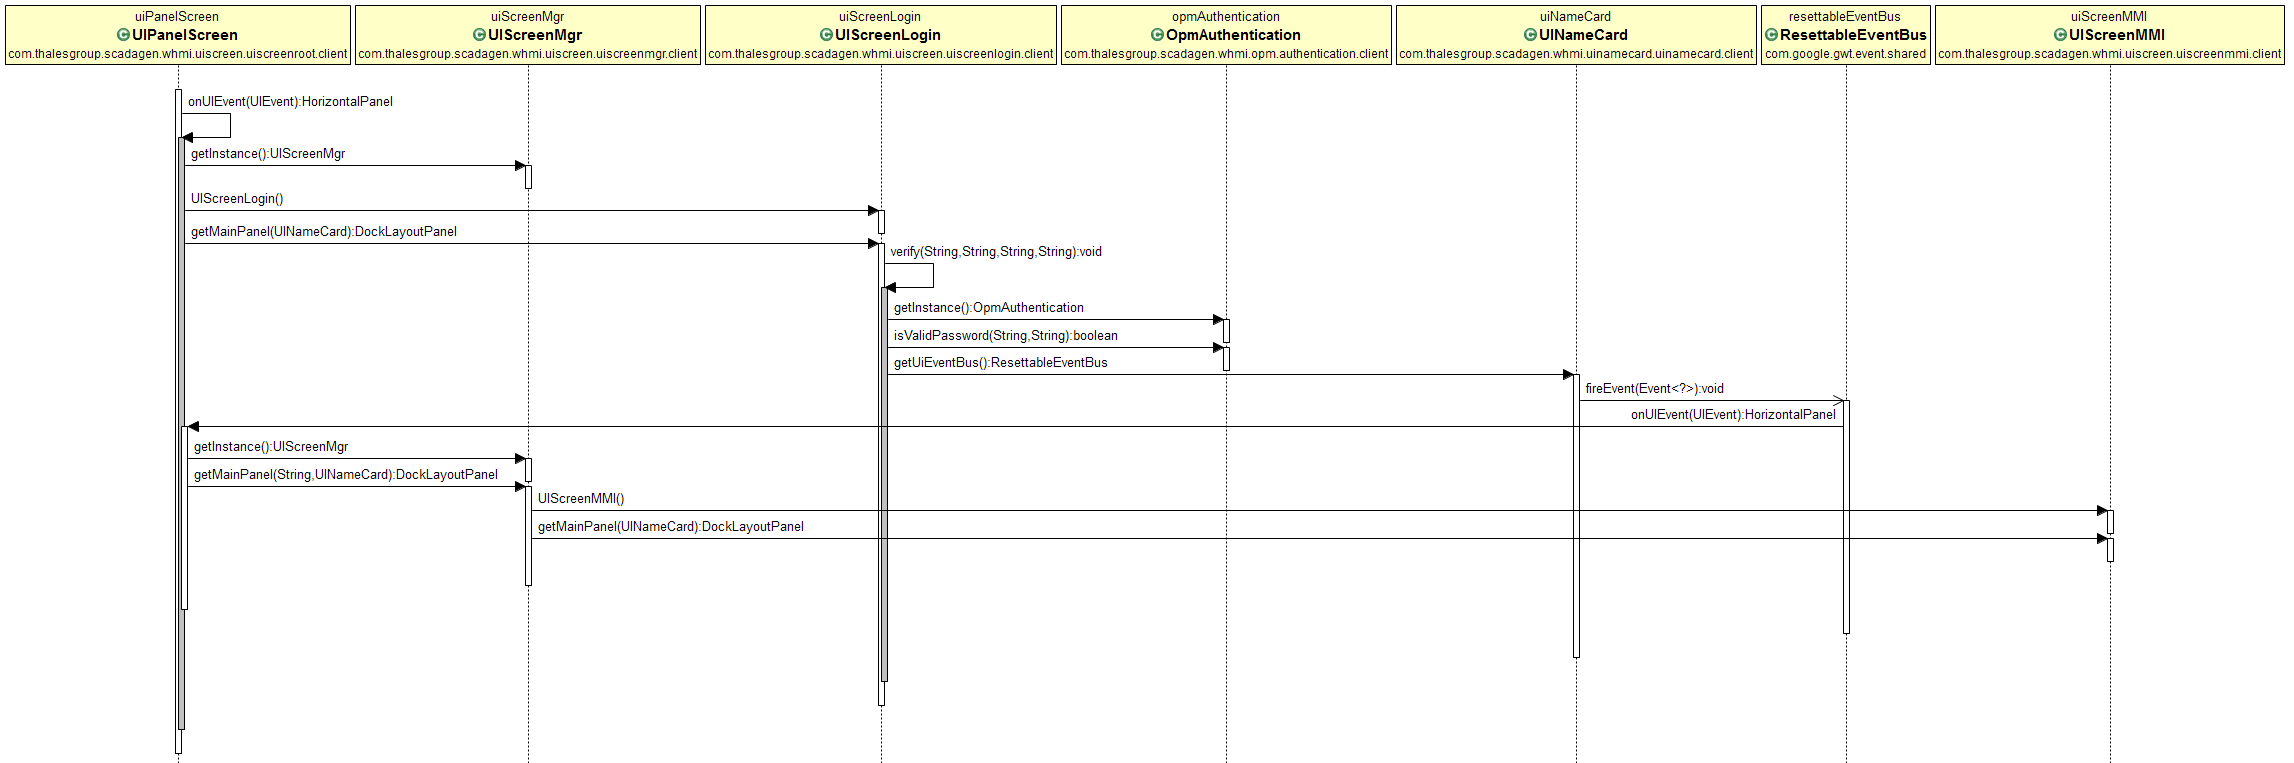 uiPanelScreen
UIPanelScreen
com.thalesgroup.scadagen.whmi.uiscreen.uiscreenroot.client
uiScreenMgr
UIScreenMgr
com.thalesgroup.scadagen.whmi.uiscreen.uiscreenmgr.client
uiScreenLogin
UIScreenLogin
com.thalesgroup.scadagen.whmi.uiscreen.uiscreenlogin.client
opmAuthentication
OpmAuthentication
com.thalesgroup.scadagen.whmi.opm.authentication.client
uiNameCard
UINameCard
com.thalesgroup.scadagen.whmi.uinamecard.uinamecard.client
resettableEventBus
ResettableEventBus
com.google.gwt.event.shared
uiScreenMMI
UIScreenMMI
com.thalesgroup.scadagen.whmi.uiscreen.uiscreenmmi.client
onUIEvent(UIEvent):HorizontalPanel
getInstance():UIScreenMgr
UIScreenLogin()
getMainPanel(UINameCard):DockLayoutPanel
verify(String,String,String,String):void
getInstance():OpmAuthentication
isValidPassword(String,String):boolean
getUiEventBus():ResettableEventBus
fireEvent(Event<?>):void
onUIEvent(UIEvent):HorizontalPanel
getInstance():UIScreenMgr
getMainPanel(String,UINameCard):DockLayoutPanel
UIScreenMMI()
getMainPanel(UINameCard):DockLayoutPanel